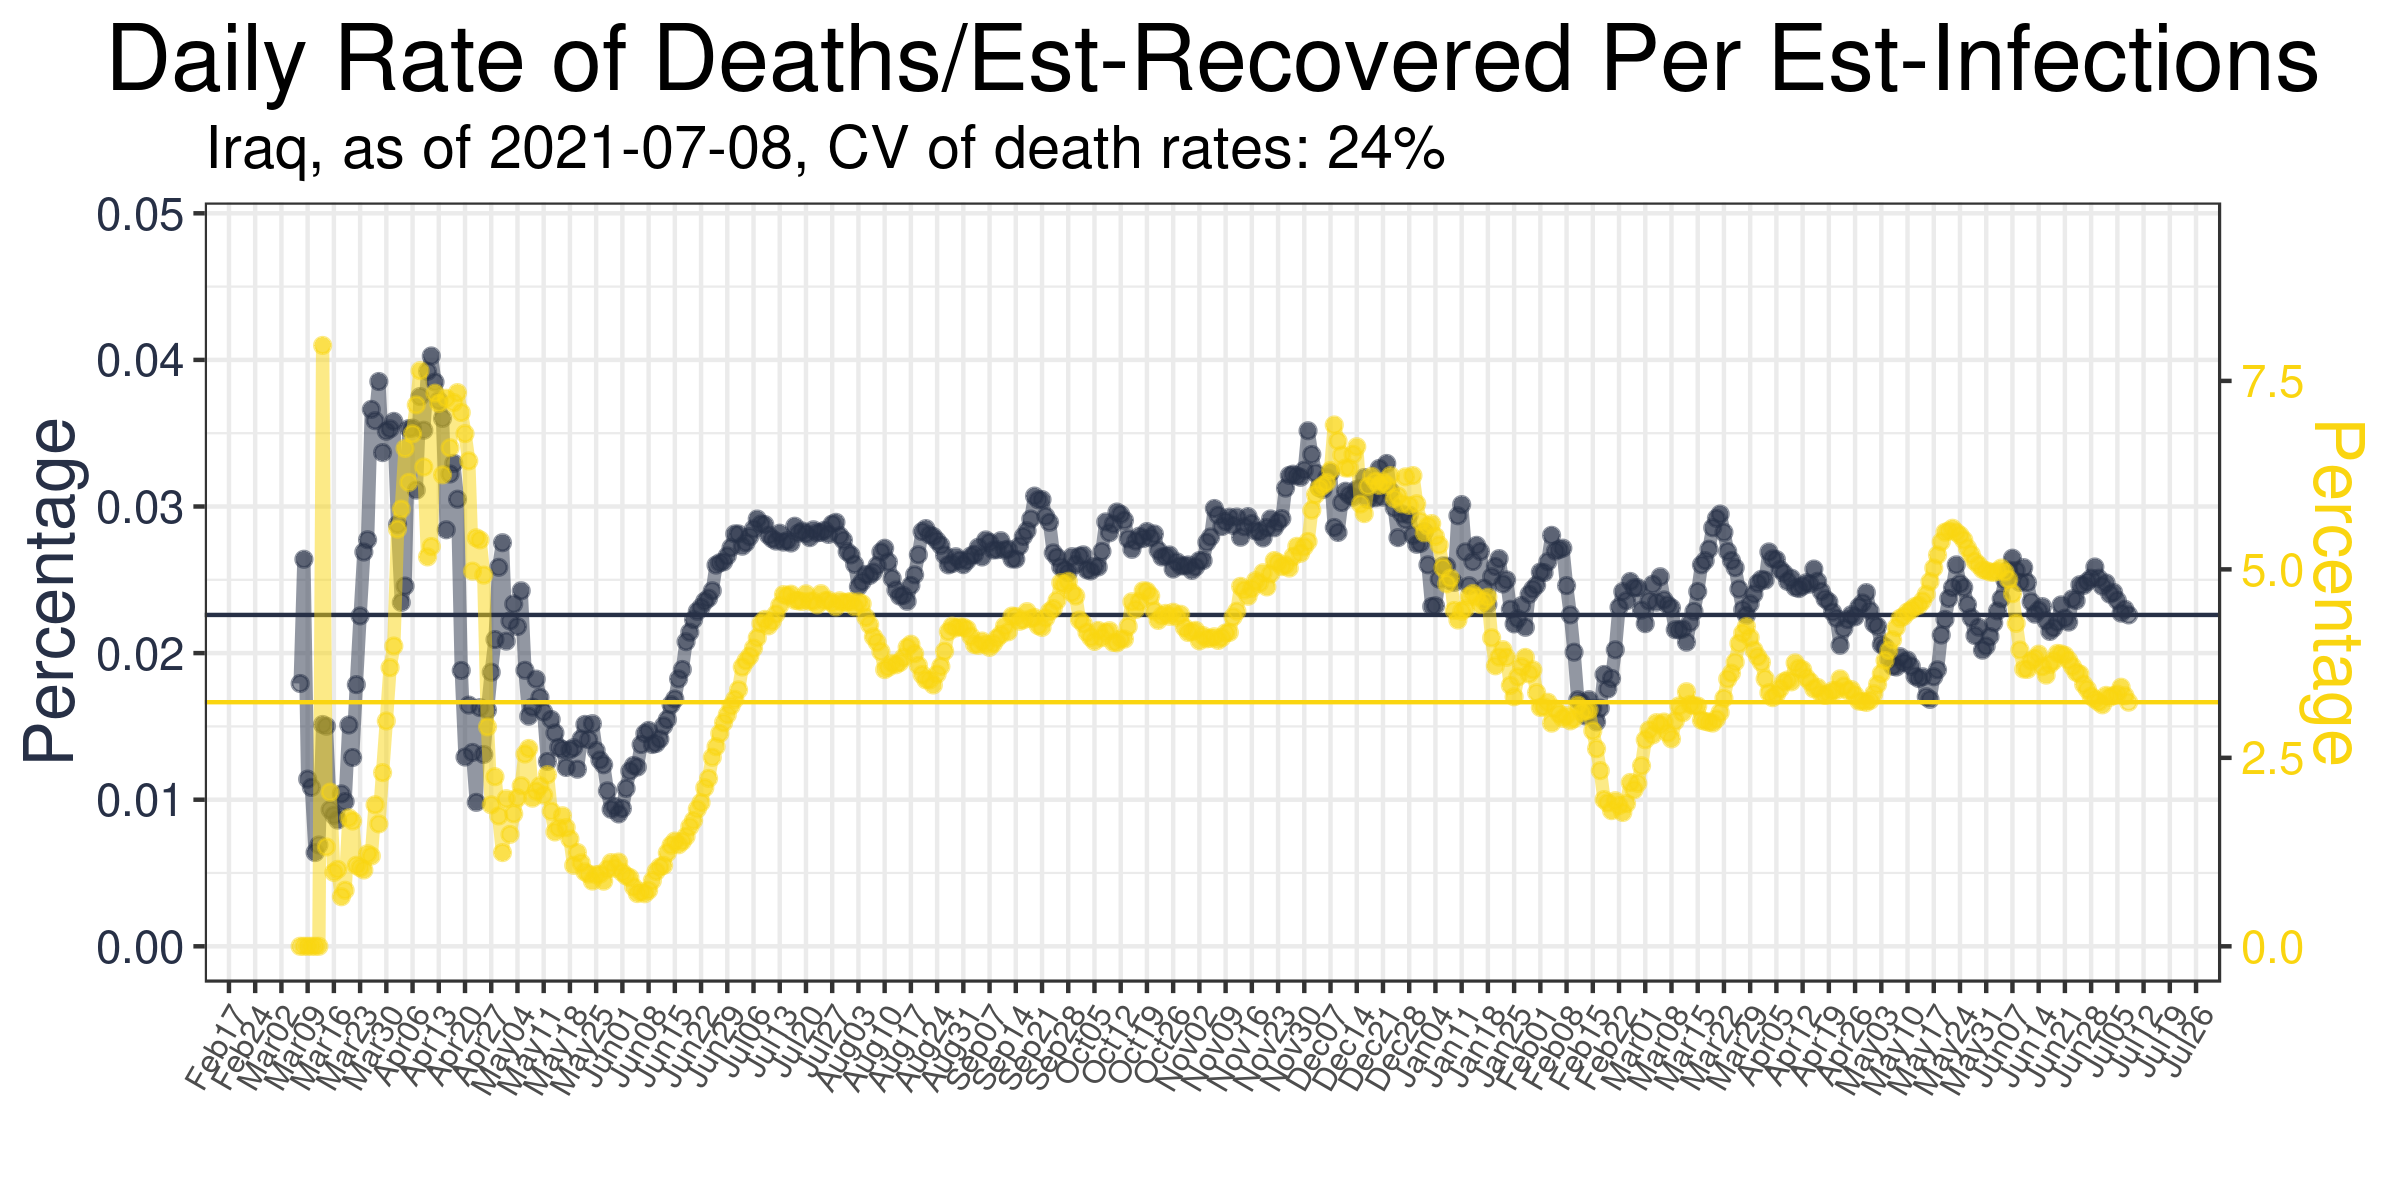 Daily Rate of Deaths/Est-Recovered Per Est-Infections
Iraq, as of 2021-07-08, CV of death rates: 24%
Percentage
0.05
0.04
0.03
0.02
0.01
0.00
7.5
5.0
2.5
0.0
Percentage
Feb17
Feb24
Mar02
Mar09
Mar16
Mar23
Mar30
Apr06
Apr13
Apr20
Apr27
May04
May11
May18
May25
Jun01
Jun08
Jun15
Jun22
Jun29
Jul06
Jul13
Jul20
Jul27
Aug03
Aug10
Aug17
Aug24
Aug31
Sep07
Sep14
Sep21
Sep28
Oct05
Oct12
Oct19
Oct26
Nov02
Nov09
Nov16
Nov23
Nov30
Dec07
Dec14
Dec21
Dec28
Jan04
Jan11
Jan18
Jan25
Feb01
Feb08
Feb15
Feb22
Mar01
Mar08
Mar15
Mar22
Mar29
Apr05
Apr12
Apr19
Apr26
May03
May10
May17
May24
May31
Jun07
Jun14
Jun21
Jun28
Jul05
Jul12
Jul19
Jul26